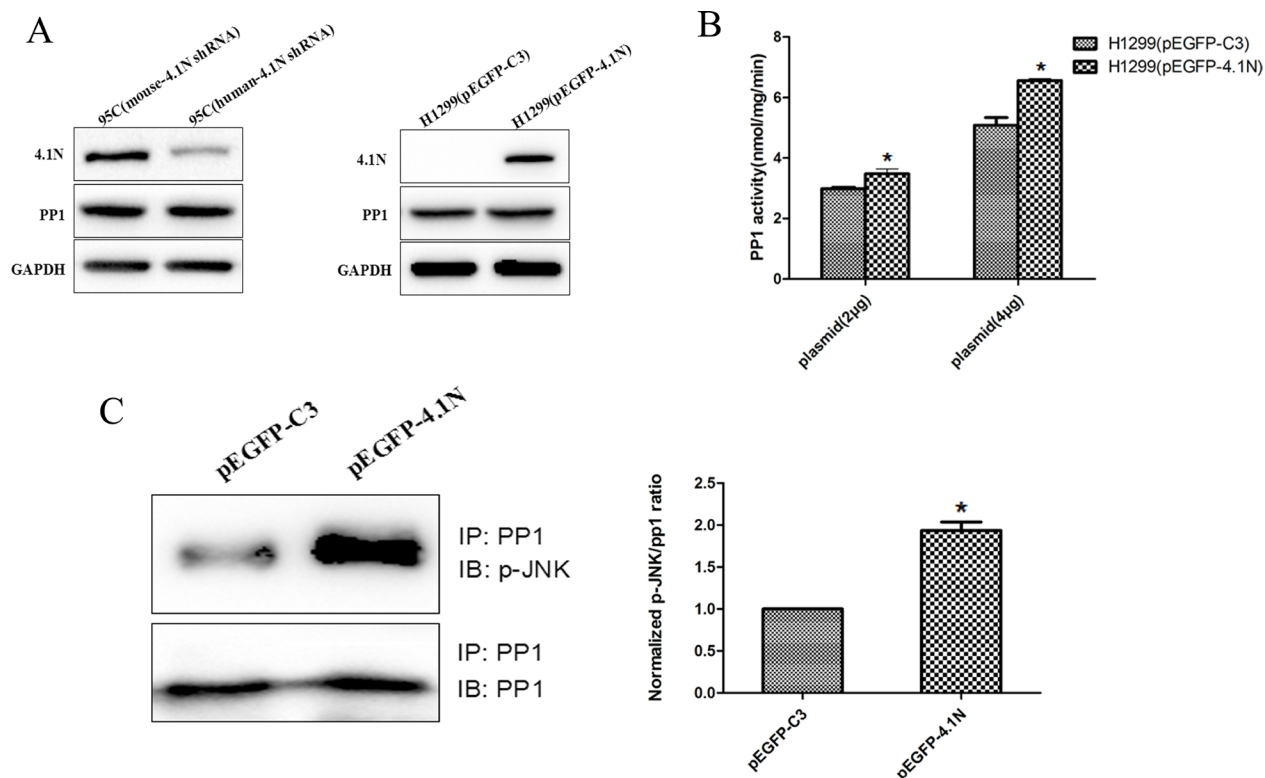 A
95C(mouse-4.1N shRNA)
95C(human-4.1N shRNA)
4.1N
PP1
GAPDH
H1299(pEGFP-C3)
H1299(pEGFP-4.1N)
4.1N
PP1
GAPDH
B
PP1 activity(nmol/mg/min)
8
6
4
2
0
*
*
plasmid(2μg)
plasmid(4μg)
H1299(pEGFP-C3)
H1299(pEGFP-4.1N)
C
pEGFP-C3
pEGFP-4.1N
IP: PP1
IB: p-JNK
IP: PP1
IB: PP1
Normalized p-JNK/pp1 ratio
2.5
2.0
1.5
1.0
0.5
0.0
*
pEGFP-C3
pEGFP-4.1N